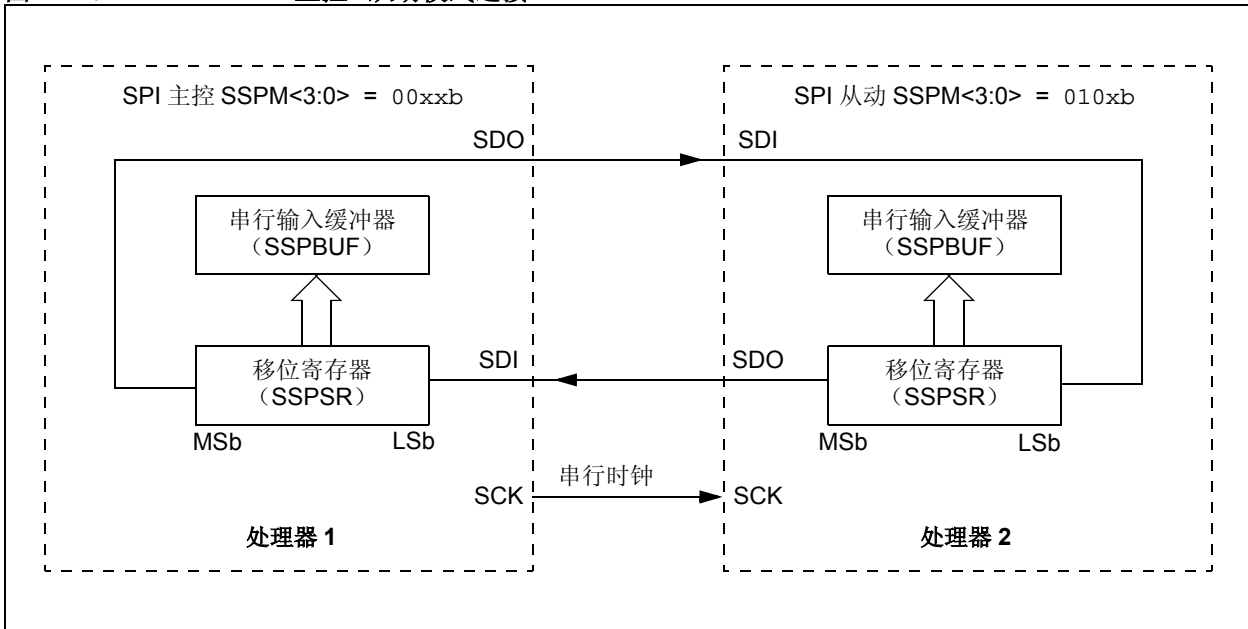 SPI 主控 SSPM<3:0> = 00xxb
SPI 从动 SSPM<3:0> = 010xb
SDO
SDI
串行输入缓冲器
（SSPBUF）
串行输入缓冲器
（SSPBUF）
移位寄存器
（SSPSR）
SDI
SDO
移位寄存器
（SSPSR）
MSb
LSb
MSb
LSb
串行时钟
SCK
SCK
处理器 1
处理器 2